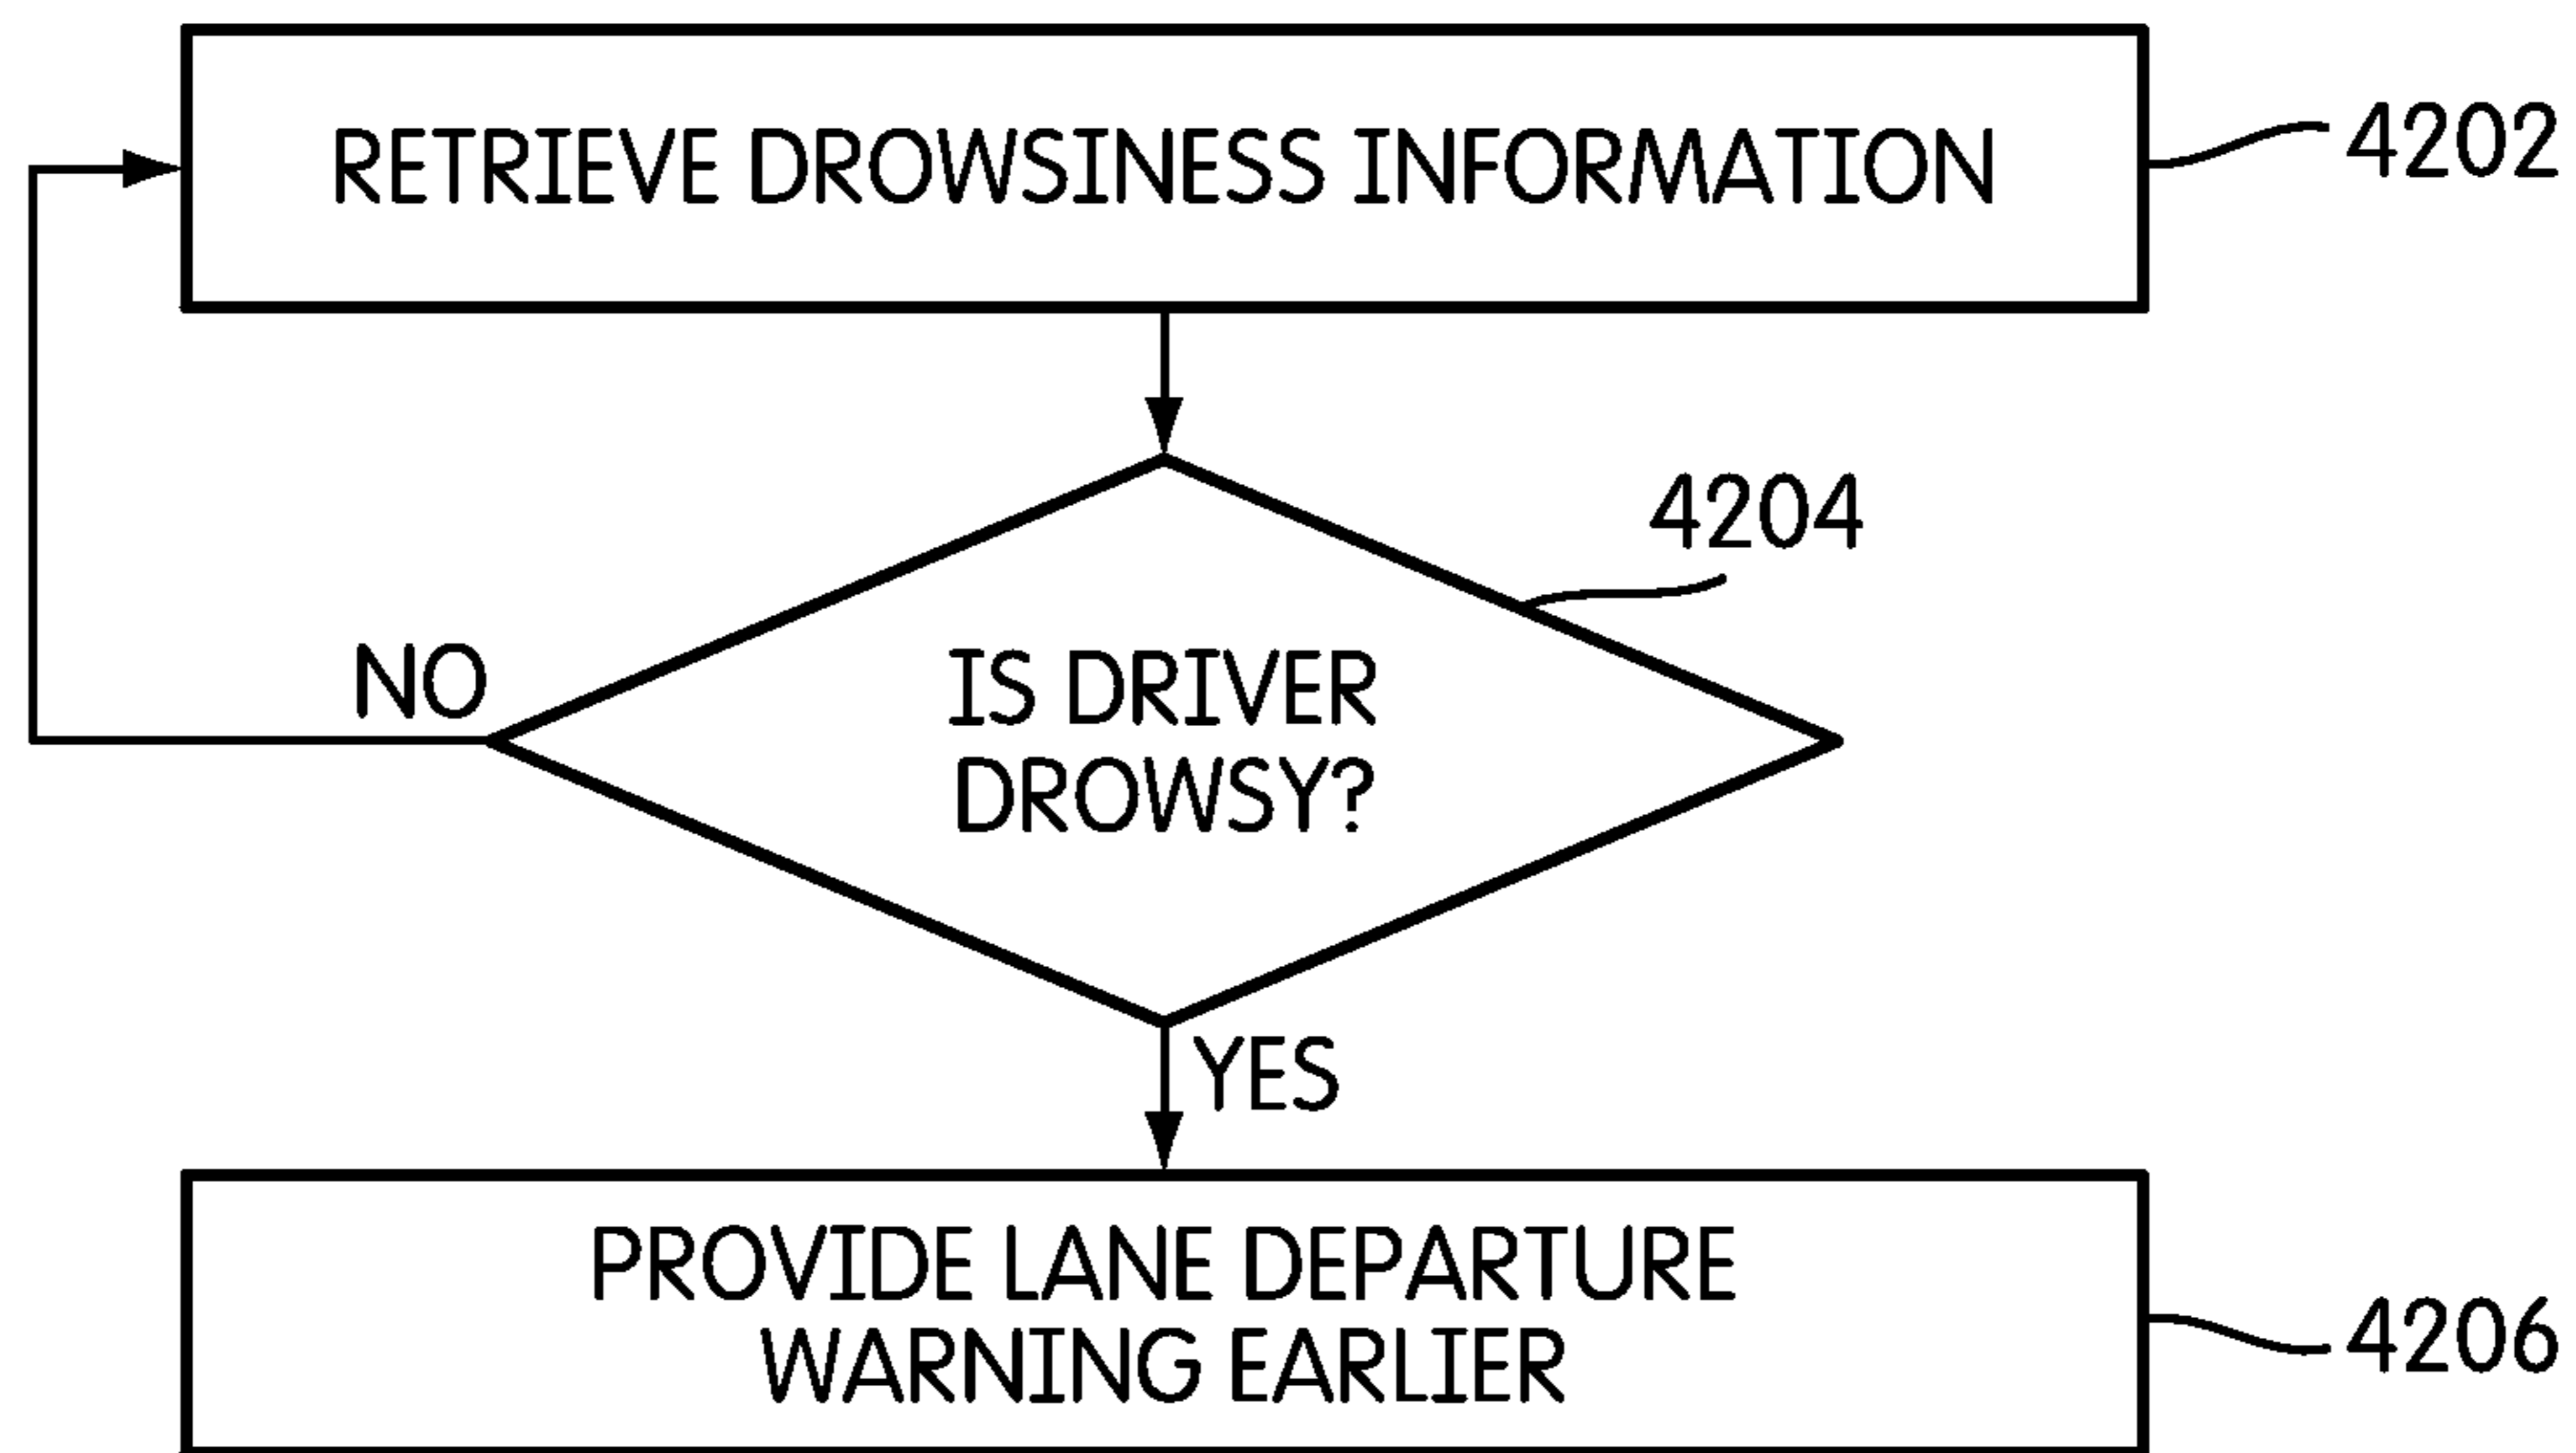 RETRIEVE DROWSINESS INFORMATION
4202
4204
NO
IS DRIVER
DROWSY?
YES
PROVIDE LANE DEPARTURE
WARNING EARLIER
4206